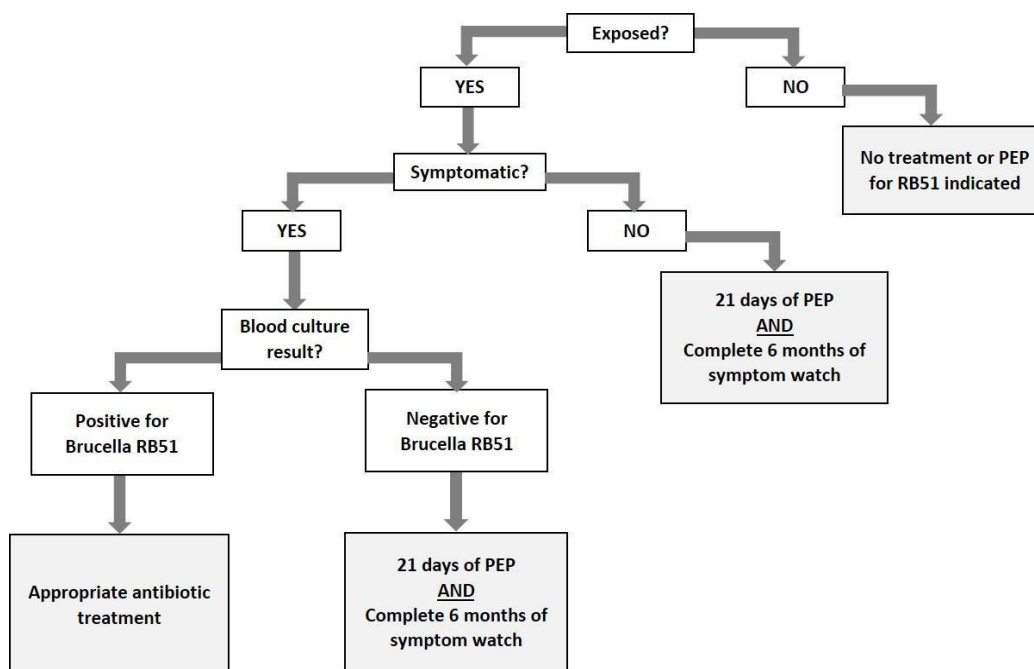 Exposed?
YES
NO
No treatment or PEP
for RB51 indicated
Symptomatic?
YES
NO
21 days of PEP
AND
Complete 6 months of
symptom watch
Blood culture
result?
Positive for
Brucella RB51
Negative for
Brucella RB51
Appropriate antibiotic
treatment
21 days of PEP
AND
Complete 6 months of
symptom watch